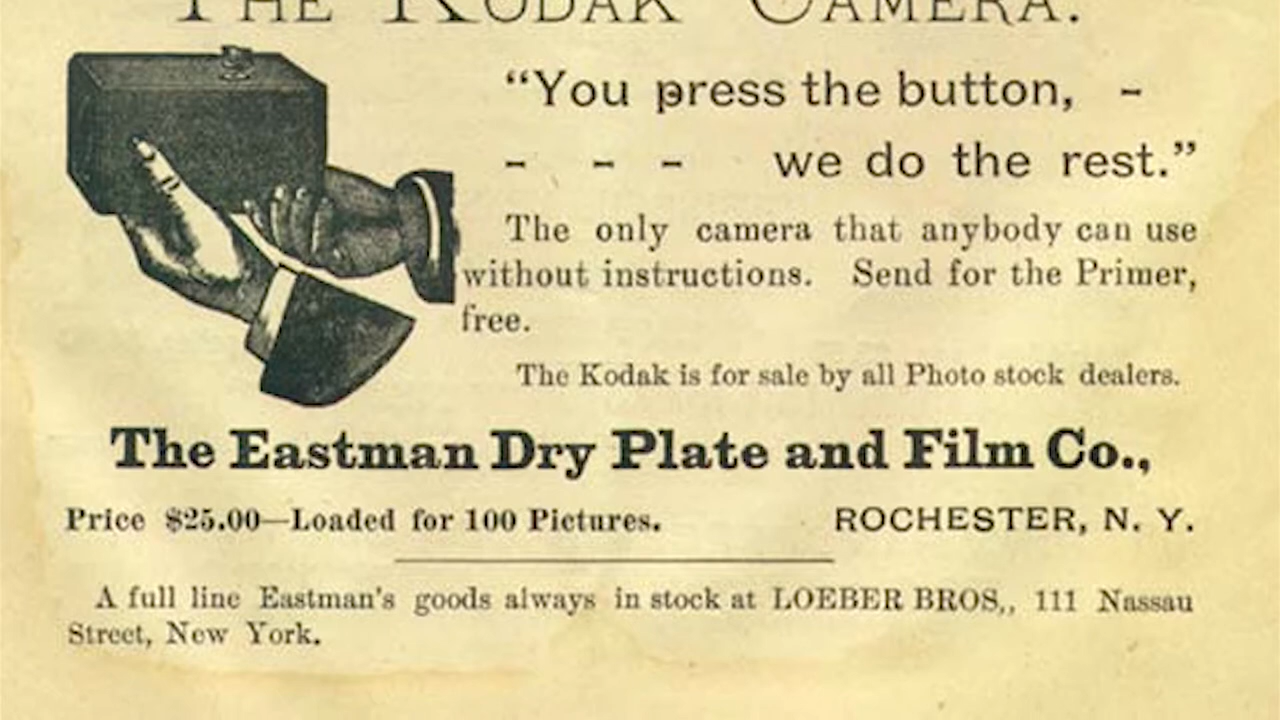 THE KODAK CAMERA.
"You press the button, -
- - - we do the rest."
The only camera that anybody can use
without instructions. Send for the Primer,
free.
The Kodak is for sale by all Photo stock dealers.
The Eastman Dry Plate and Film Co.,
Price $25.00—Loaded for 100 Pictures. ROCHESTER, N. Y.
A full line Eastman's goods always in stock at LOEBER BROS,, 111 Nassau
Street, New York.